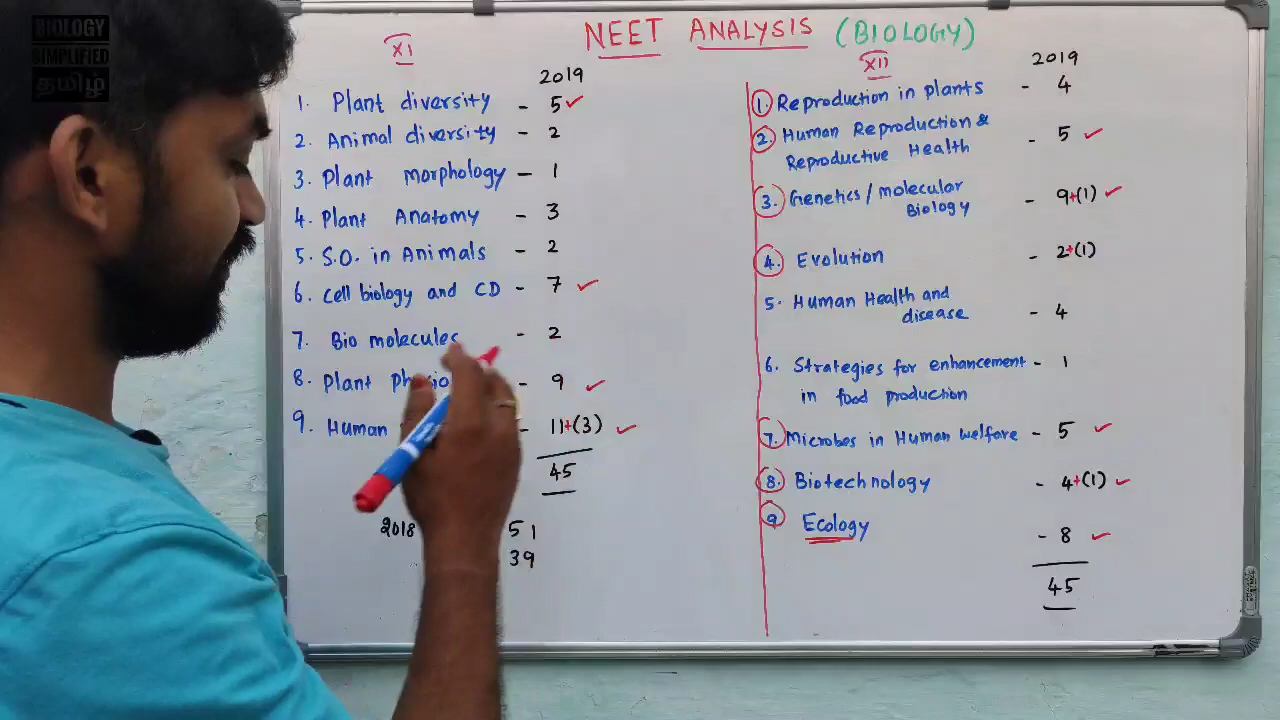 BIOLOGY
SIMPLIFIED
தமிழ்
NEET ANALYSIS (BIOLOGY)
XI
2019
1. Plant diversity - 5 ✓
2. Animal diversity - 2
3. Plant morphology - 1
4. Plant Anatomy - 3
5. S.O. in Animals - 2
6. Cell biology and CD - 7 ✓
7. Bio molecules - 2
8. Plant physio - 9 ✓
9. Human - 11+(3) ✓
45
2018 51
39
XII
2019
1. Reproduction in plants - 4
2. Human Reproduction &
Reproductive Health - 5 ✓
3. Genetics / molecular
Biology - 9+(1) ✓
4. Evolution - 2+(1)
5. Human Health and
disease - 4
6. Strategies for enhancement - 1
in food production
7. Microbes in Human welfare - 5 ✓
8. Biotechnology - 4+(1) ✓
9 Ecology - 8 ✓
45